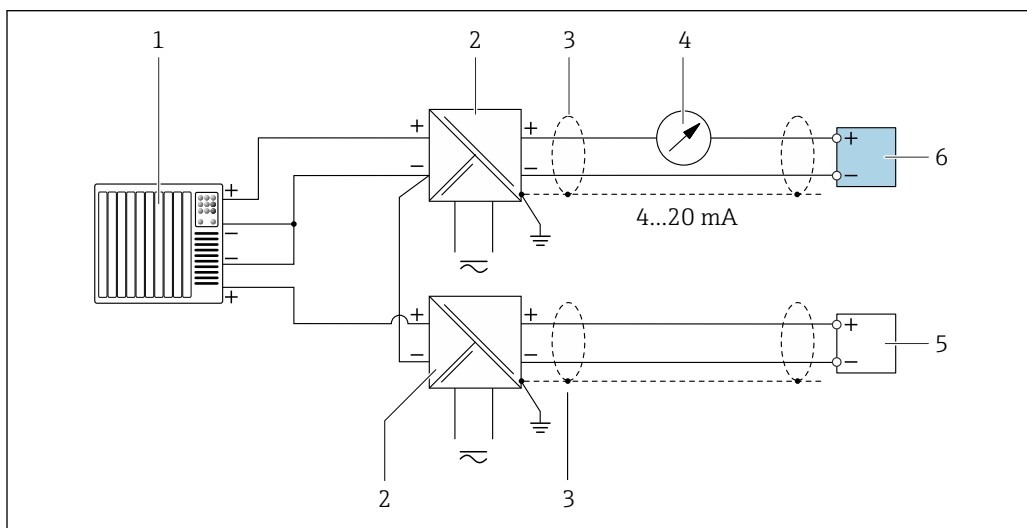 1 2 3 4
+ + +
− − + 6
+ −
− 4...20 mA
−
+
+ + +
− − − 5
2 3